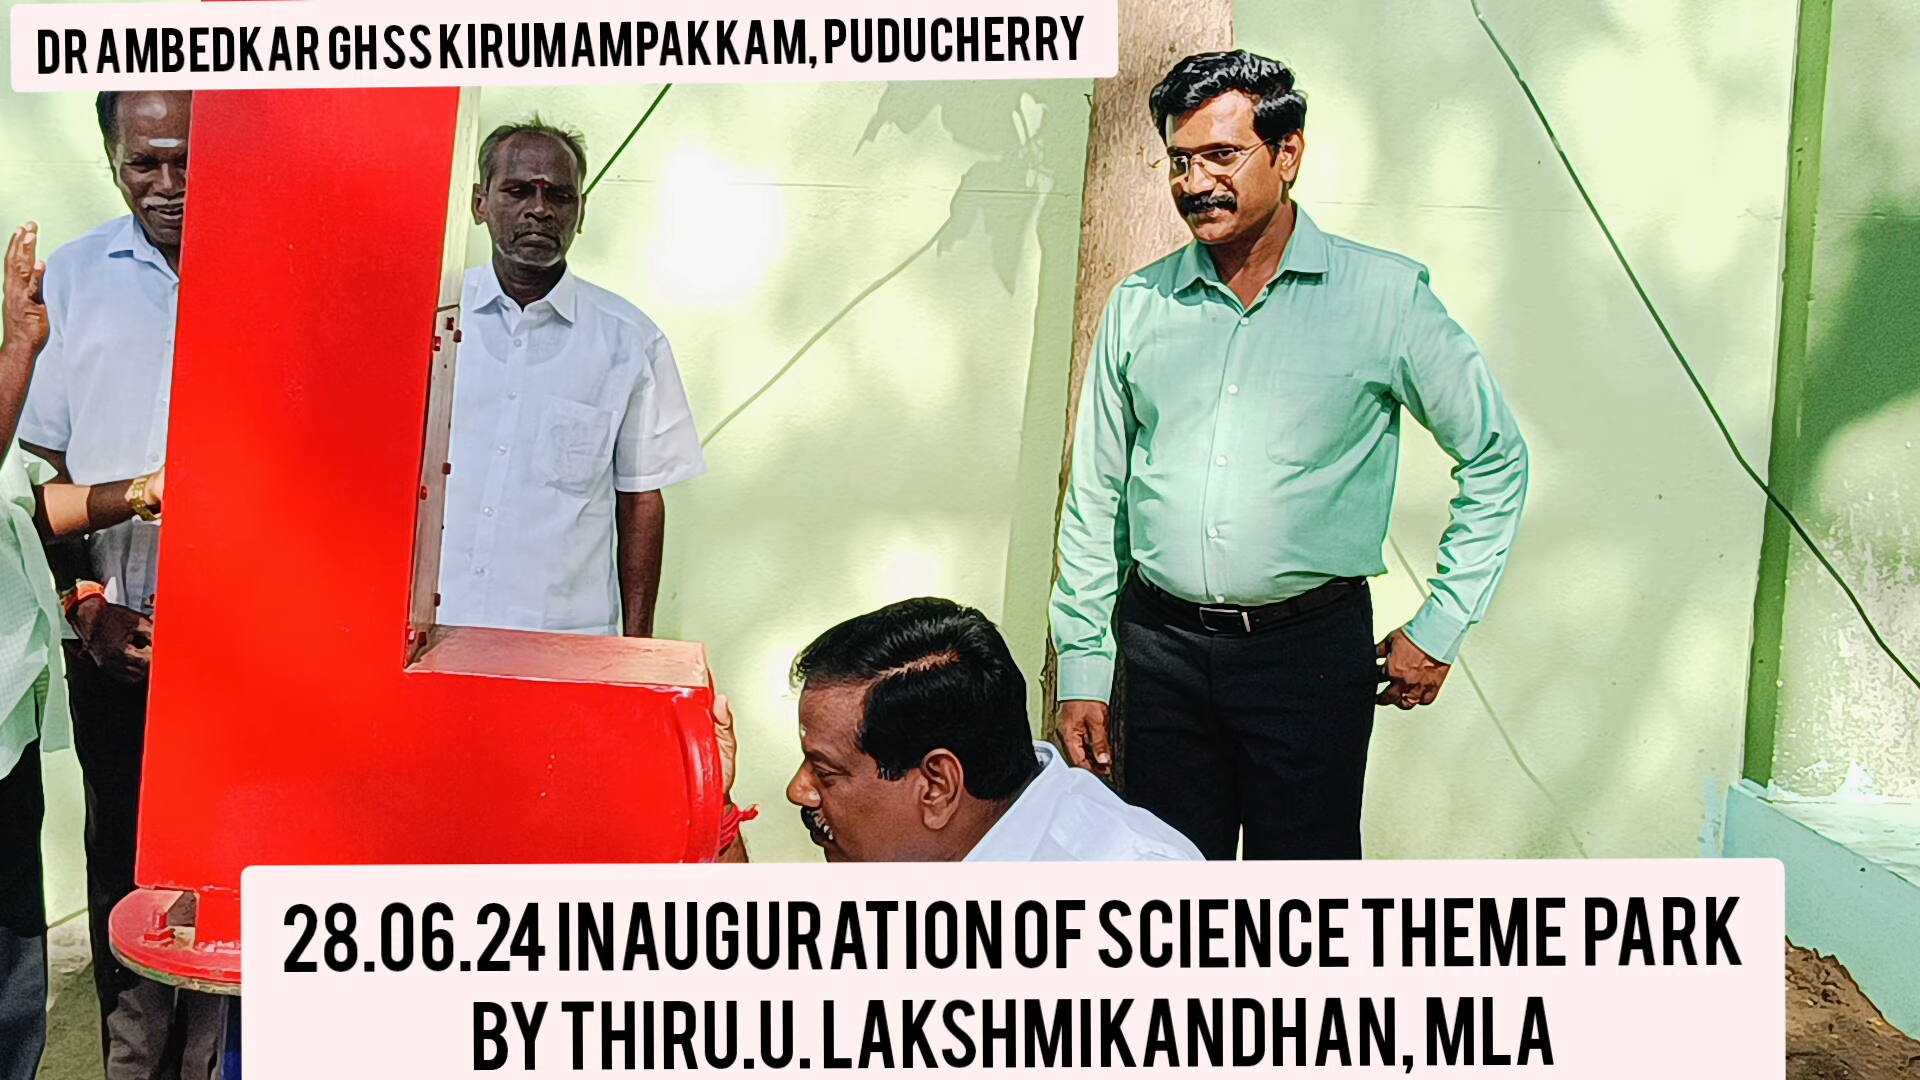 DR AMBEDKAR GHSS KIRUMAMPAKKAM, PUDUCHERRY
28.06.24 INAUGURATION OF SCIENCE THEME PARK
BY THIRU.U. LAKSHMIKANDHAN, MLA